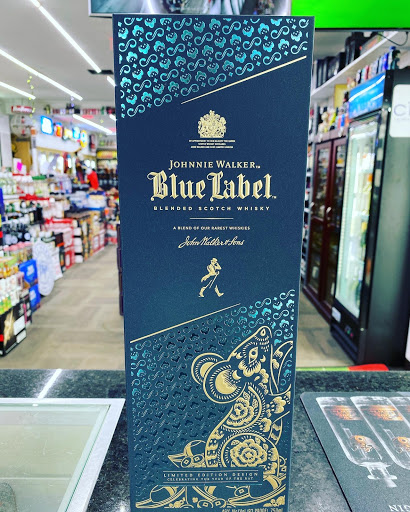 JOHNNIE WALKER
Blue Label
BLENDED SCOTCH WHISKY
A BLEND OF OUR RAREST WHISKIES
John Walker & Sons
LIMITED EDITION DESIGN
CELEBRATING THE YEAR OF THE RAT
750ml